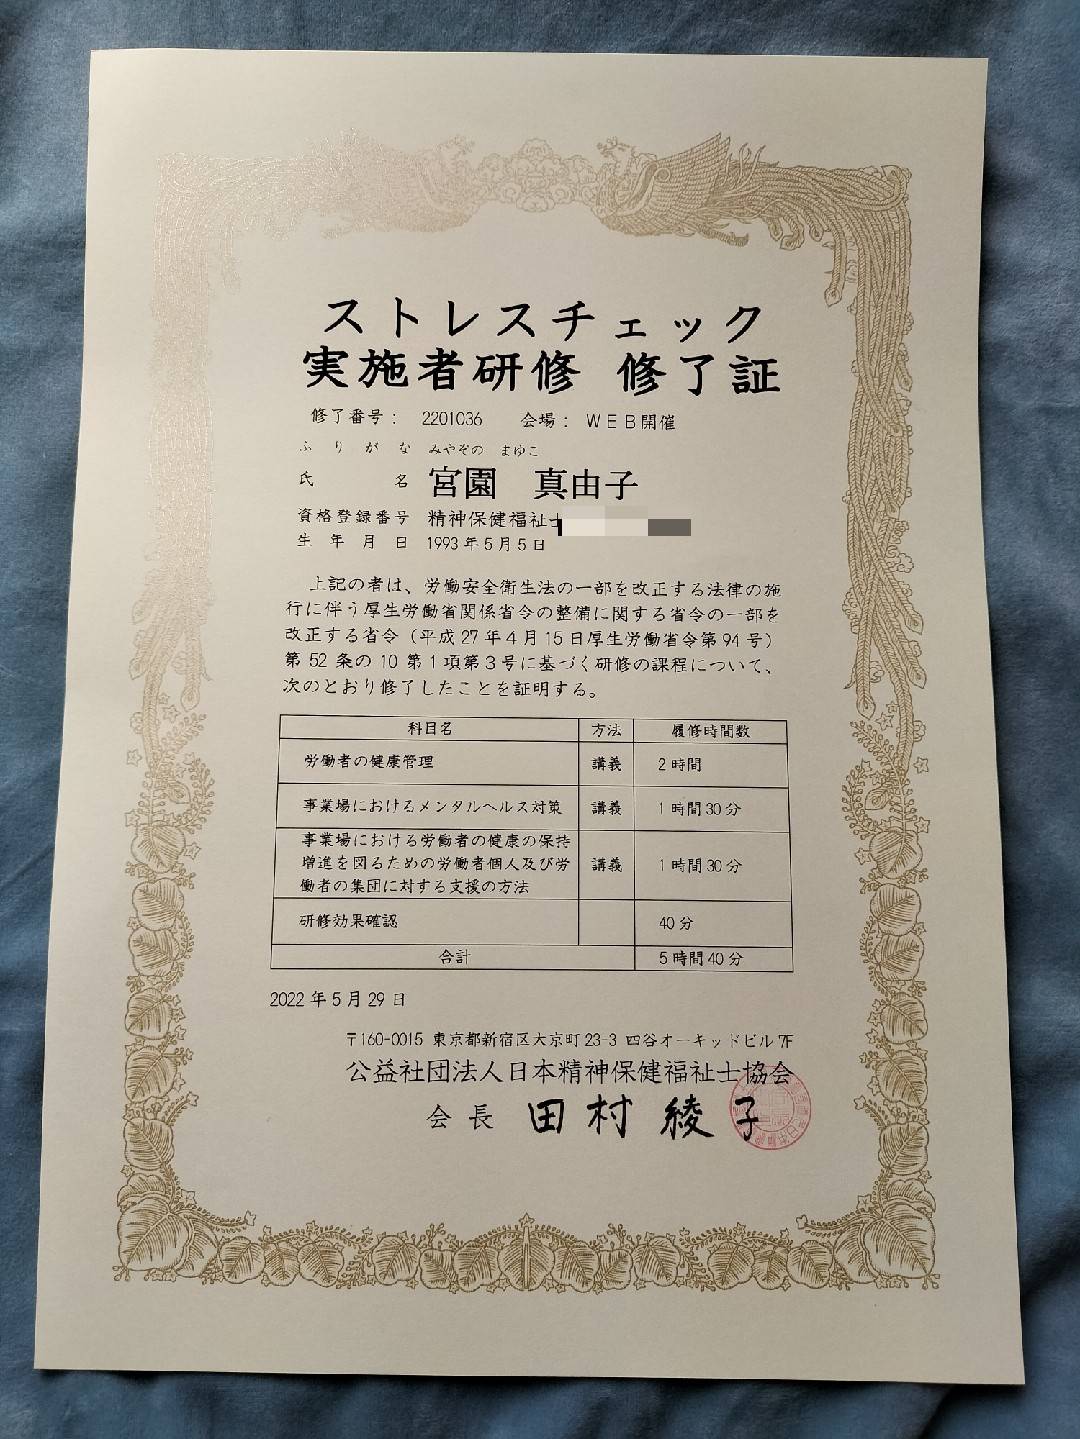 ストレスチェック
実施者研修 修了証
修了番号： 2201036 会場： ＷＥＢ開催
ふりがな みやぞの まゆこ
氏名 宮園 真由子
資格登録番号 精神保健福祉士
生年月日 1993年5月5日
上記の者は、労働安全衛生法の一部を改正する法律の施
行に伴う厚生労働省関係省令の整備に関する省令の一部を
改正する省令（平成27年4月15日厚生労働省令第94号）
第52条の10第1項第3号に基づく研修の課程について、
次のとおり修了したことを証明する。
科目名 方法 履修時間数
労働者の健康管理 講義 2時間
事業場におけるメンタルヘルス対策 講義 1時間30分
事業場における労働者の健康の保持
増進を図るための労働者個人及び労 講義 1時間30分
働者の集団に対する支援の方法
研修効果確認 40分
合計 5時間40分
2022年5月29日
〒160-0015 東京都新宿区大京町23-3 四谷オーキッドビル7F
公益社団法人日本精神保健福祉士協会
会長 田村綾子